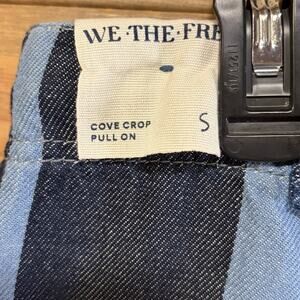 WE·THE·FRE
COVE CROP
PULL ON
S